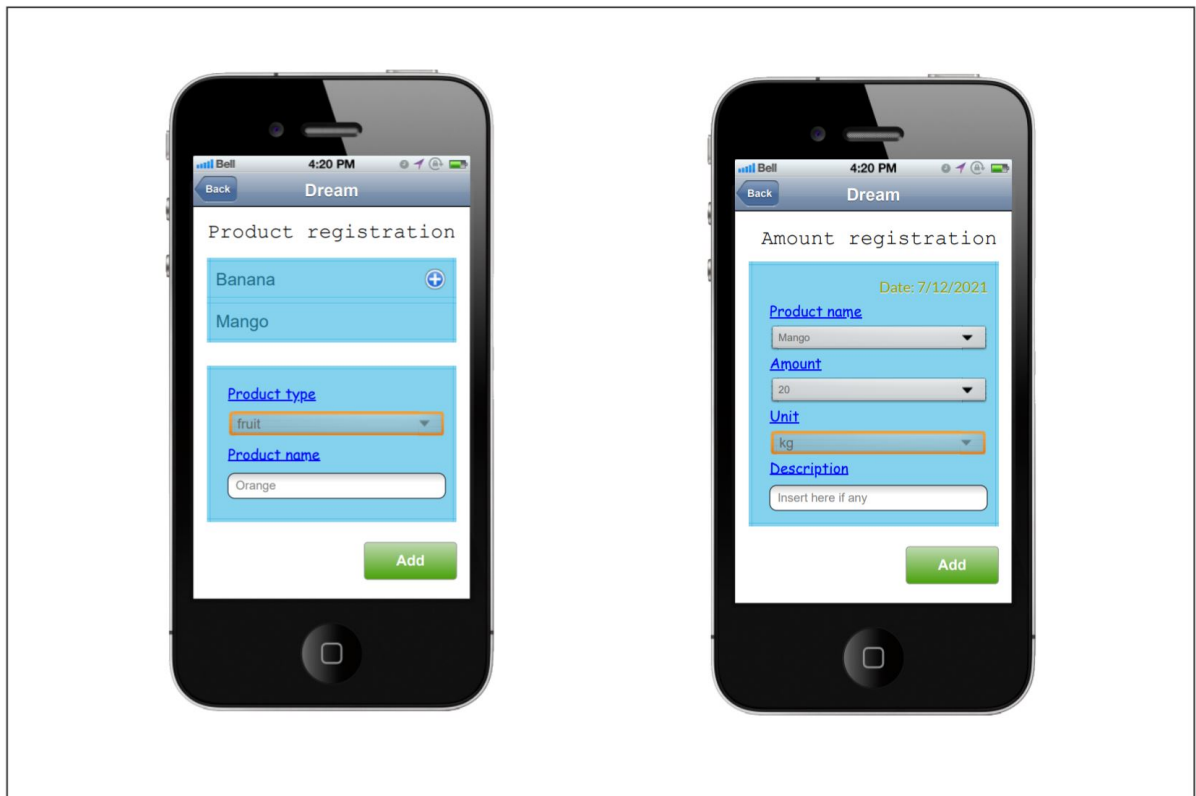 Bell 4:20 PM
Back Dream
Product registration
Banana
Mango
Product type
fruit
Product name
Orange
Add
Bell 4:20 PM
Back Dream
Amount registration
Date: 7/12/2021
Product name
Mango
Amount
20
Unit
kg
Description
Insert here if any
Add